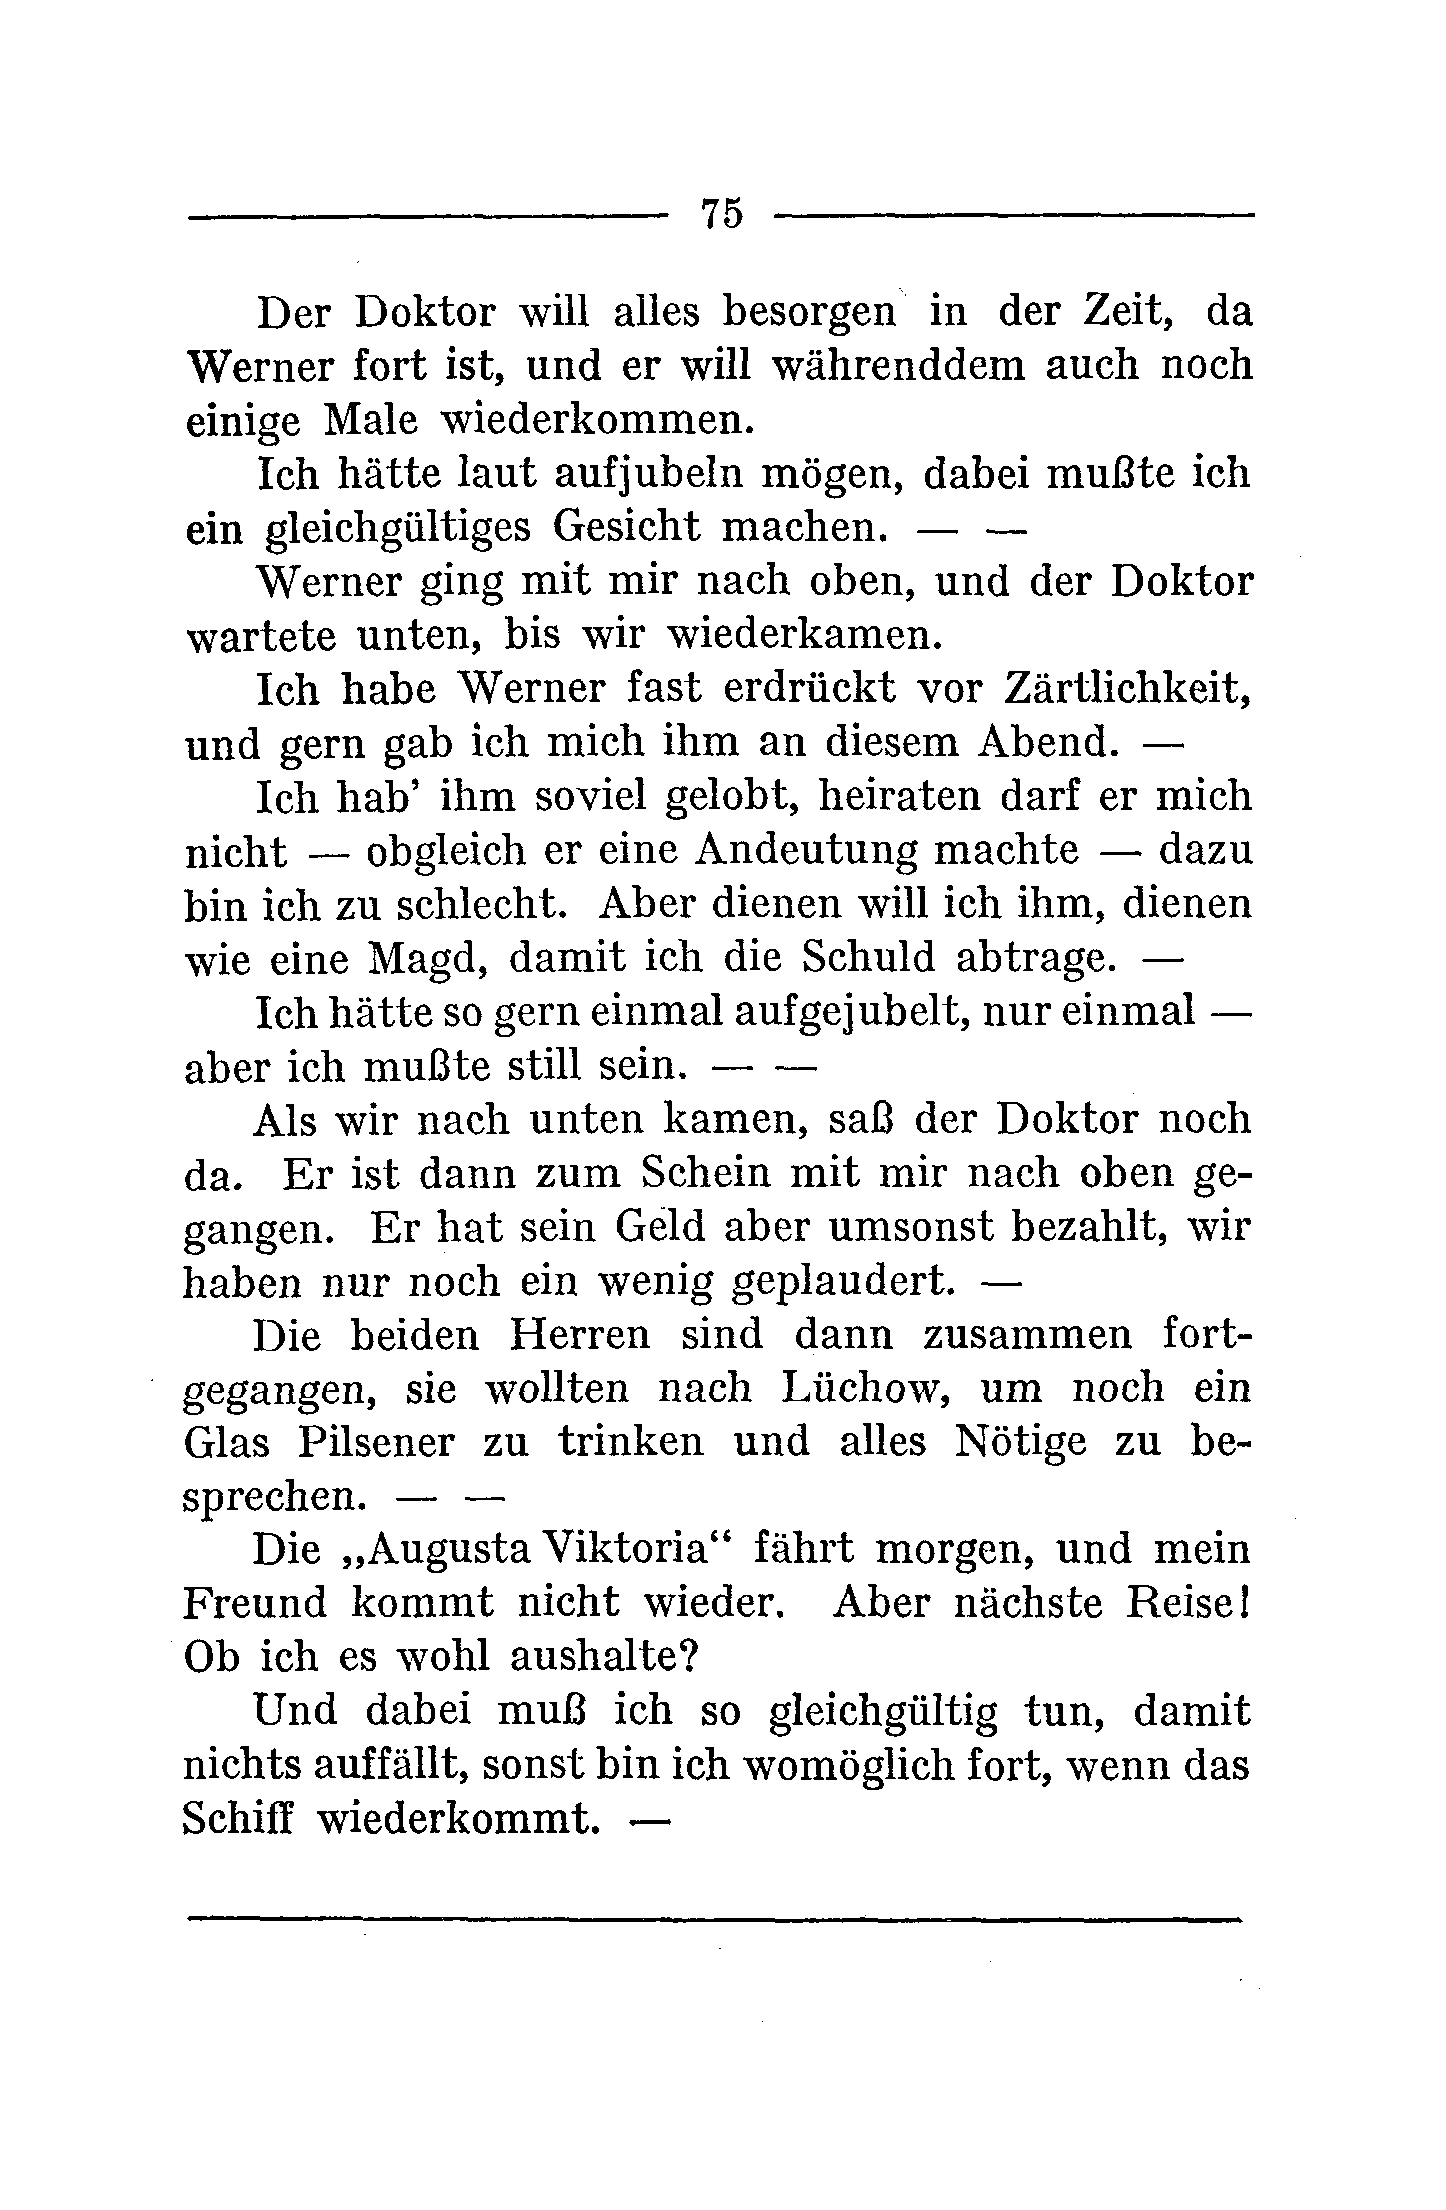 75
Der Doktor will alles besorgen in der Zeit, da
Werner fort ist, und er will währenddem auch noch
einige Male wiederkommen.
Ich hätte laut aufjubeln mögen, dabei mußte ich
ein gleichgültiges Gesicht machen. — —
Werner ging mit mir nach oben, und der Doktor
wartete unten, bis wir wiederkamen.
Ich habe Werner fast erdrückt vor Zärtlichkeit,
und gern gab ich mich ihm an diesem Abend. —
Ich hab’ ihm soviel gelobt, heiraten darf er mich
nicht — obgleich er eine Andeutung machte — dazu
bin ich zu schlecht. Aber dienen will ich ihm, dienen
wie eine Magd, damit ich die Schuld abtrage. —
Ich hätte so gern einmal aufgejubelt, nur einmal —
aber ich mußte still sein. — —
Als wir nach unten kamen, saß der Doktor noch
da. Er ist dann zum Schein mit mir nach oben ge-
gangen. Er hat sein Geld aber umsonst bezahlt, wir
haben nur noch ein wenig geplaudert. —
Die beiden Herren sind dann zusammen fort-
gegangen, sie wollten nach Lüchow, um noch ein
Glas Pilsener zu trinken und alles Nötige zu be-
sprechen. — —
Die „Augusta Viktoria“ fährt morgen, und mein
Freund kommt nicht wieder. Aber nächste Reise!
Ob ich es wohl aushalte?
Und dabei muß ich so gleichgültig tun, damit
nichts auffällt, sonst bin ich womöglich fort, wenn das
Schiff wiederkommt. —